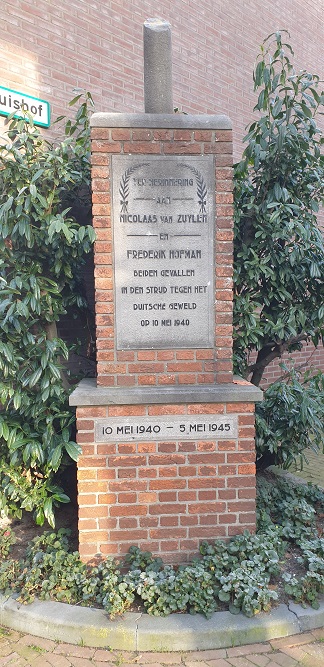 uishof
TER HERINNERING
AAN
NICOLAAS VAN ZUYLEN
EN
FREDERIK HOFMAN
BEIDEN GEVALLEN
IN DEN STRIJD TEGEN HET
DUITSCHE GEWELD
OP 10 MEI 1940
10 MEI 1940 – 5 MEI 1945